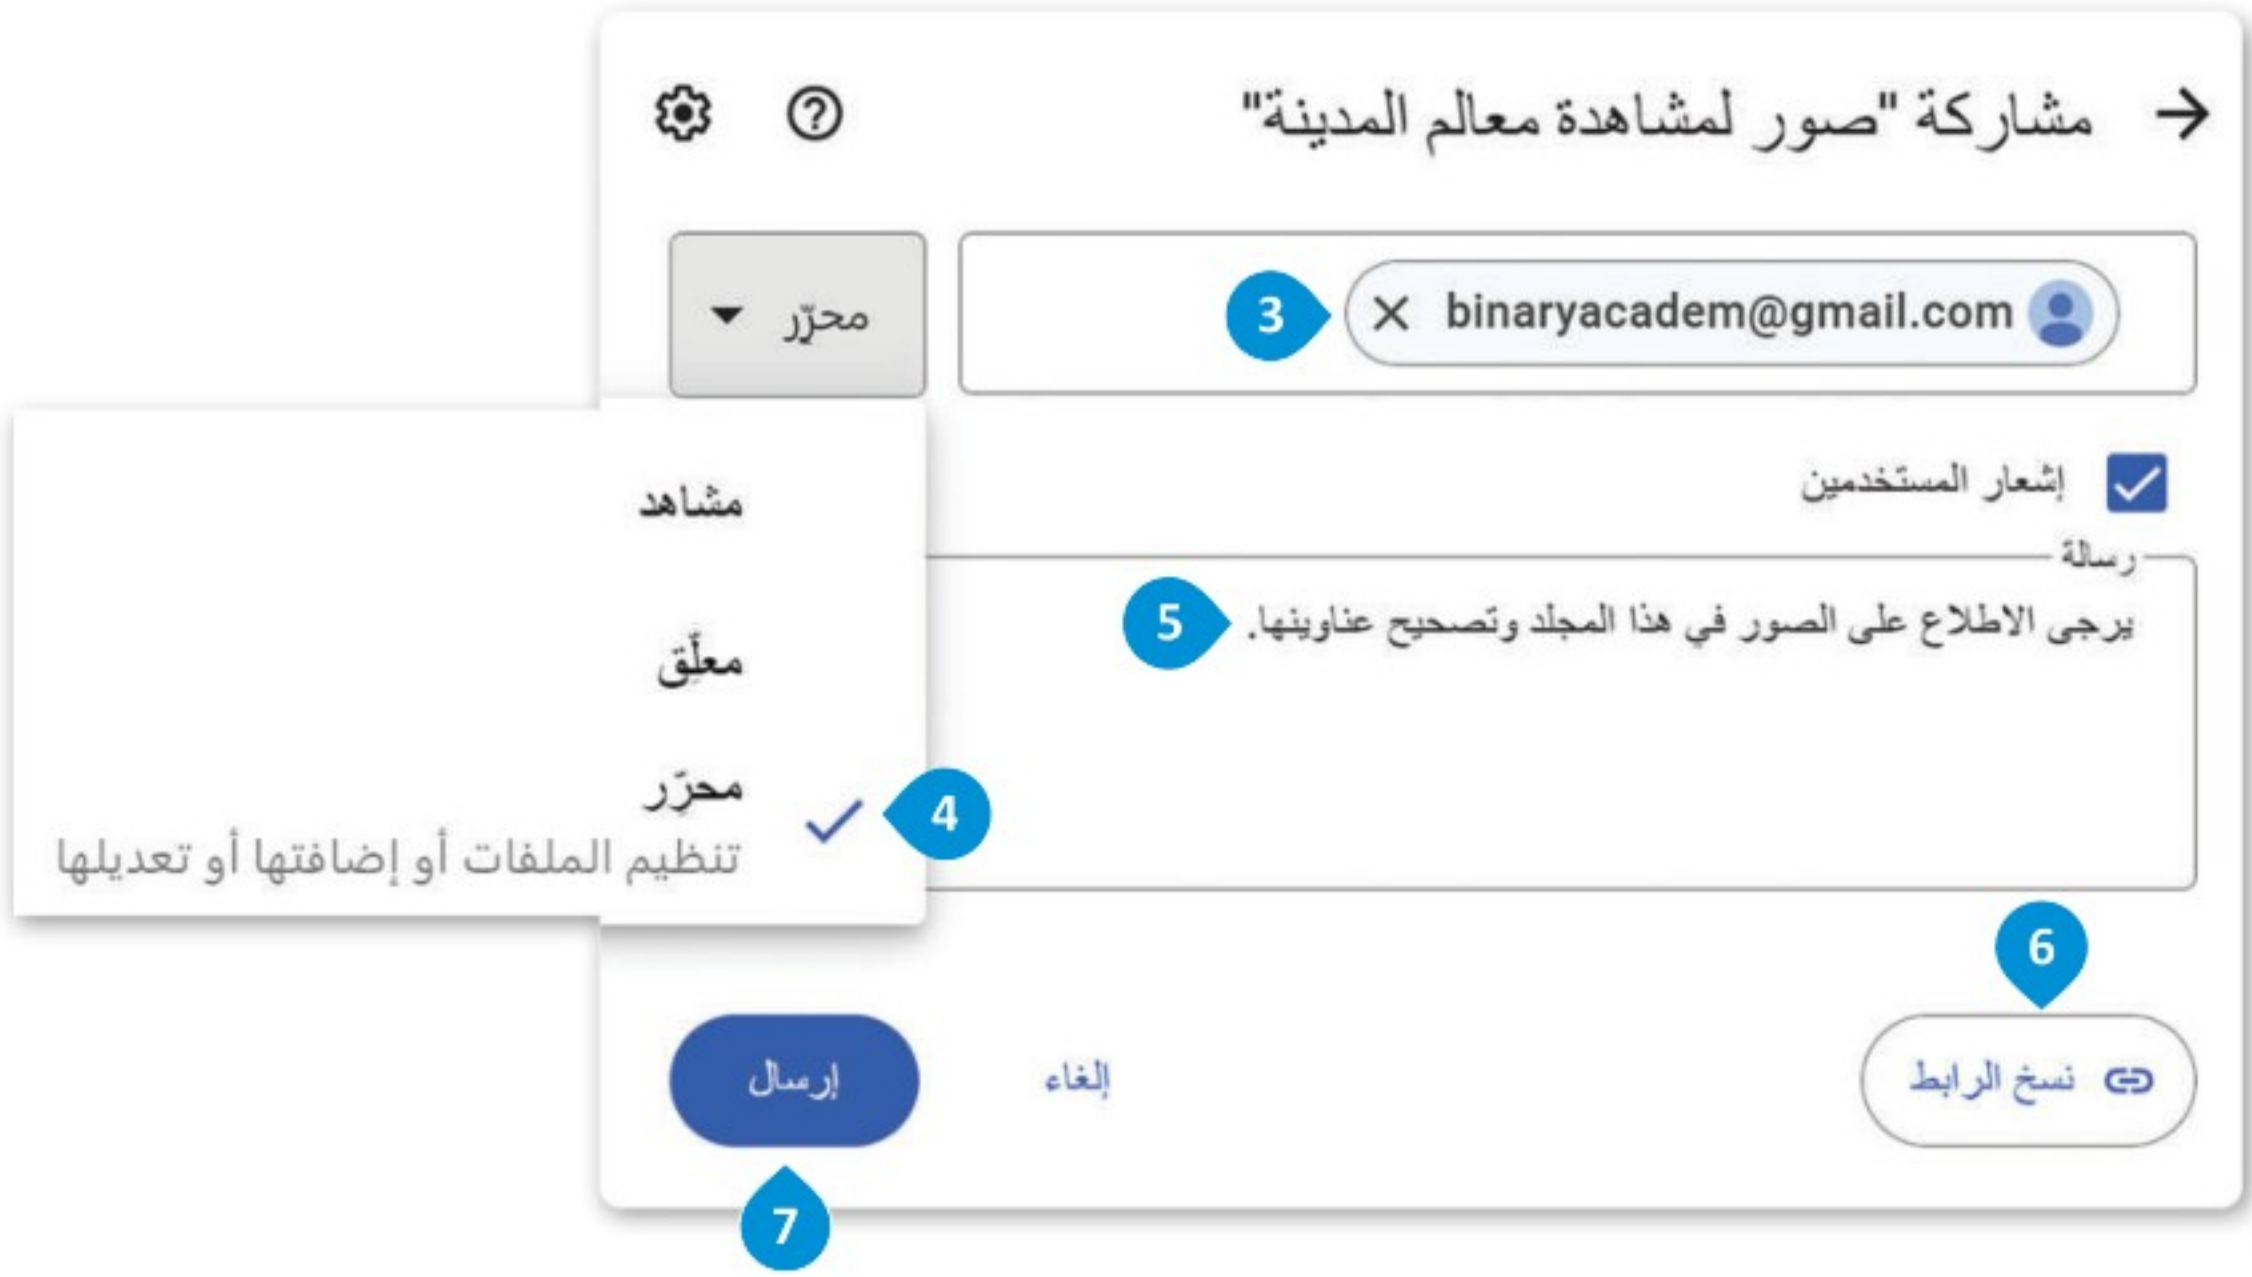 مشاركة "صور لمشاهدة معالم المدينة"
3 binaryacadem@gmail.com
محرّر
إشعار المستخدمين
رسالة
يرجى الاطلاع على الصور في هذا المجلد وتصحيح عناوينها.
5
مشاهد
معلّق
محرّر
4
تنظيم الملفات أو إضافتها أو تعديلها
6
نسخ الرابط
إلغاء
إرسال
7